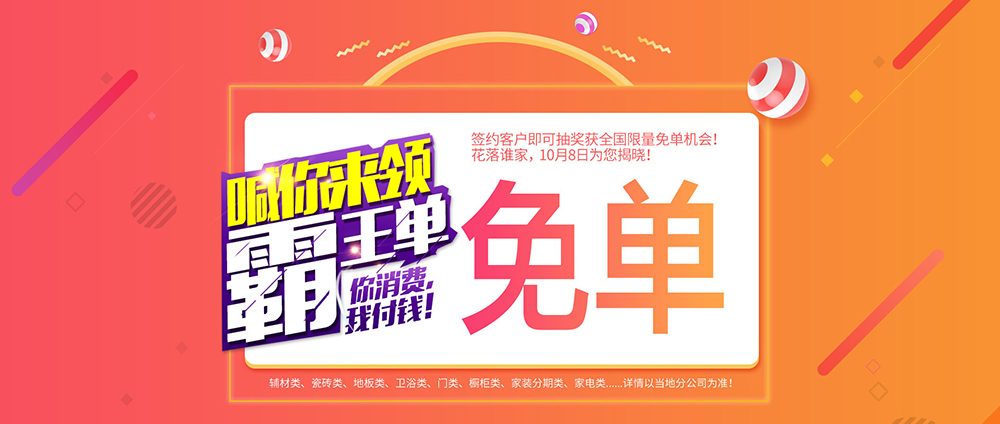 签约客户即可抽奖获全国限量免单机会！
花落谁家，10月8日为您揭晓！
喊你来领
霸王单
你消费，
我付钱！
免单
辅材类、瓷砖类、地板类、卫浴类、门类、橱柜类、家装分期类、家电类......详情以当地分公司为准！